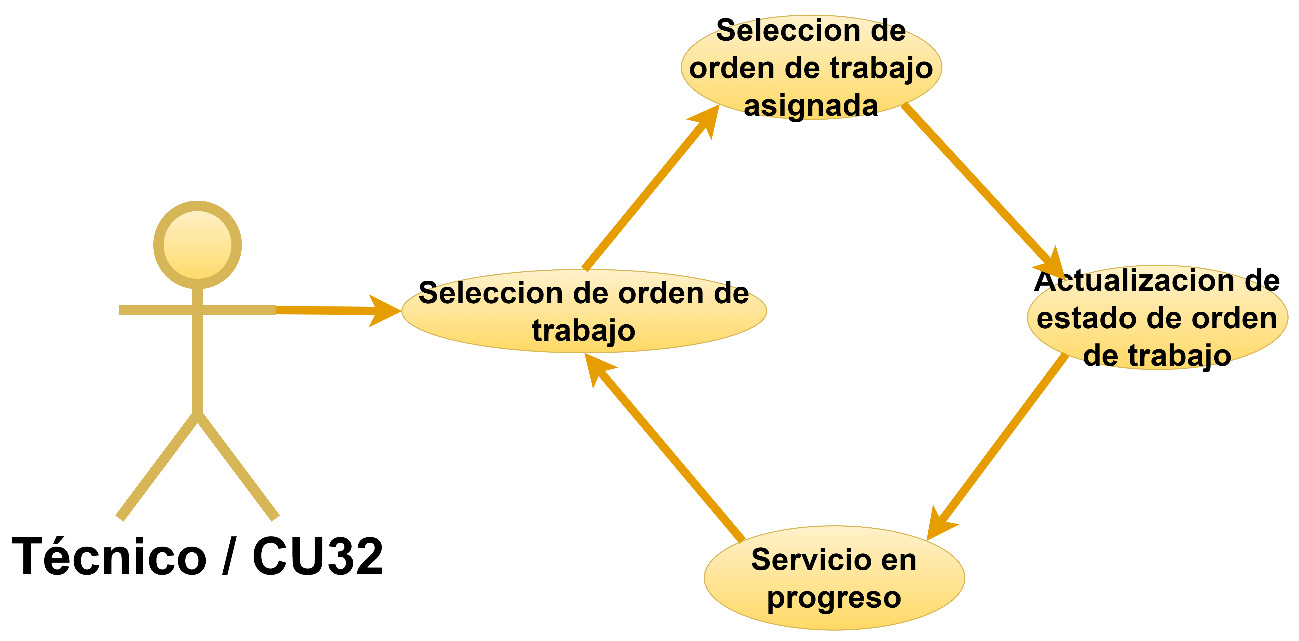 Seleccion de
orden de trabajo
asignada
Seleccion de orden de
trabajo
Actualizacion de
estado de orden
de trabajo
Servicio en
progreso
Técnico / CU32